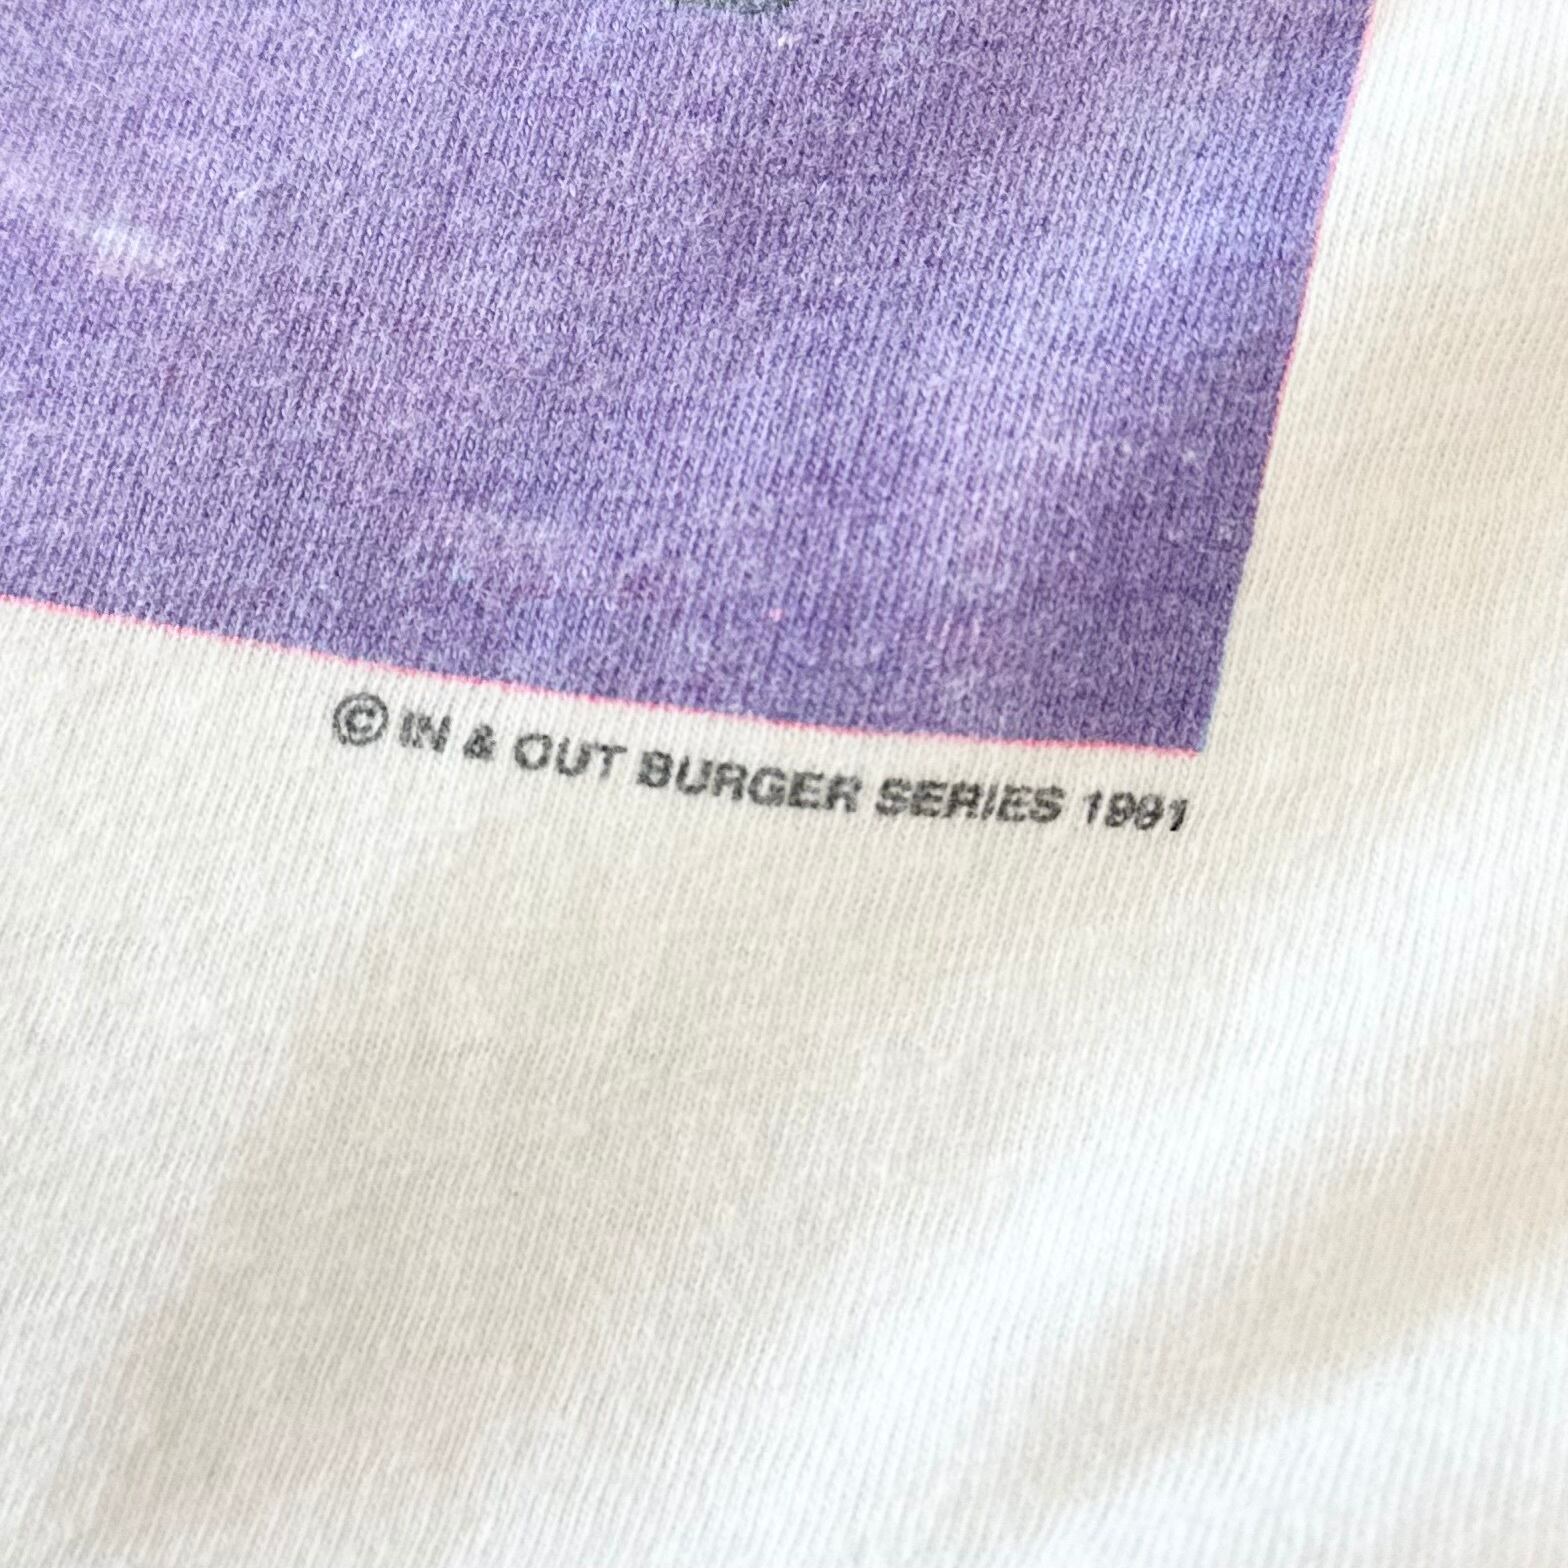 © IN & OUT BURGER SERIES 1991